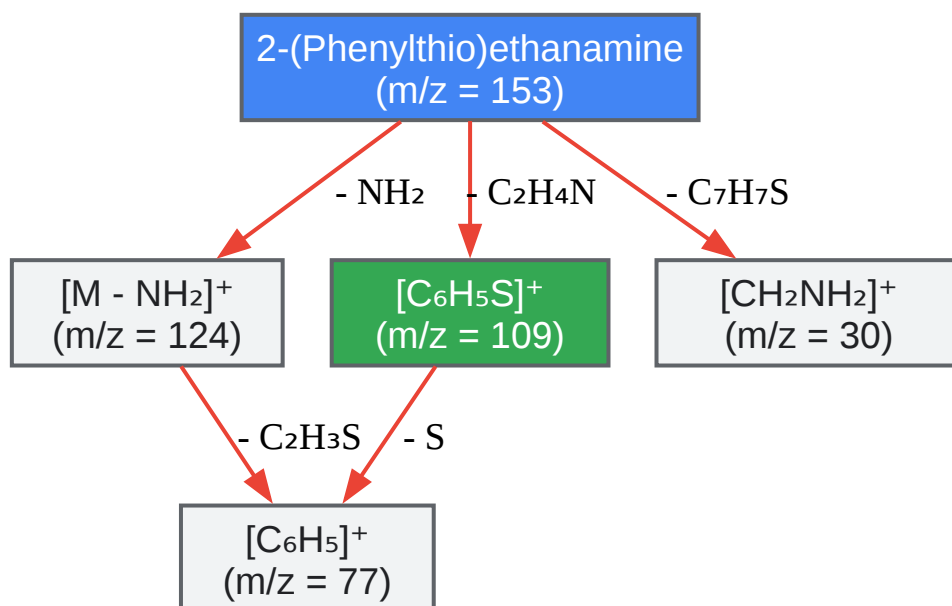 2-(Phenylthio)ethanamine
(m/z = 153)
- NH₂
- C₂H₄N
- C₇H₇S
[M - NH₂]⁺
(m/z = 124)
[C₆H₅S]⁺
(m/z = 109)
[CH₂NH₂]⁺
(m/z = 30)
- C₂H₃S
- S
[C₆H₅]⁺
(m/z = 77)